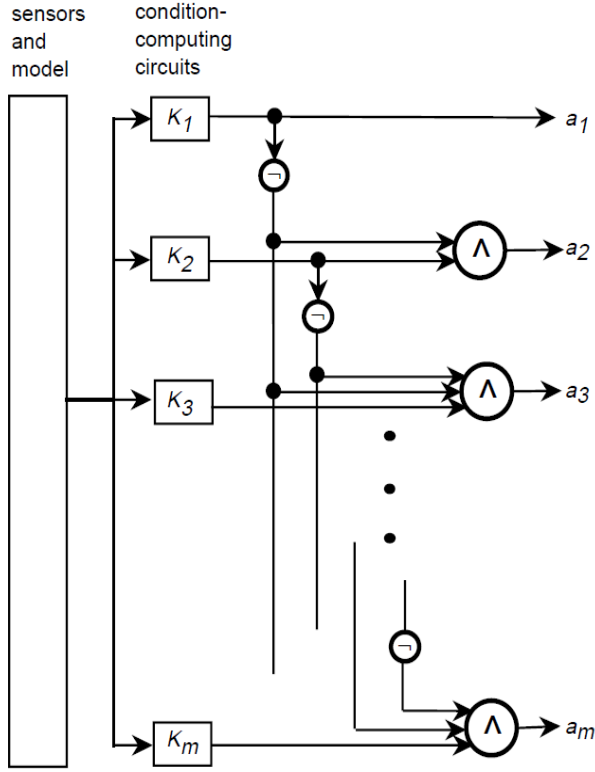 sensors
and
model
condition-
computing
circuits
K1
a1
¬
K2
∧
a2
¬
K3
∧
a3
¬
Km
∧
am